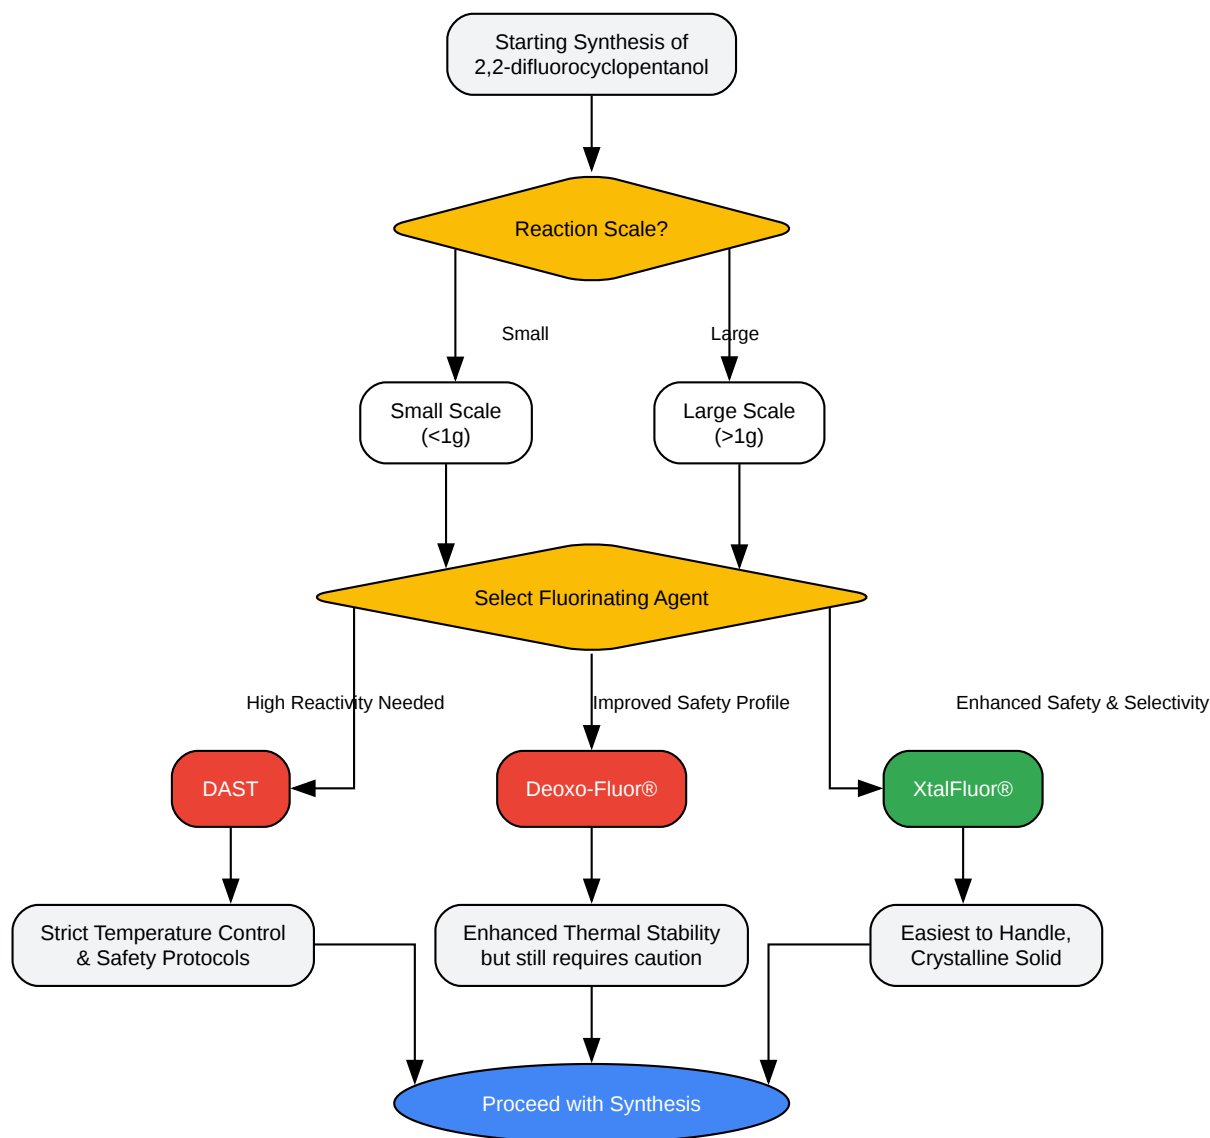 Starting Synthesis of
2,2-difluorocyclopentanol
Reaction Scale?
Small
Large
Small Scale
(<1g)
Large Scale
(>1g)
Select Fluorinating Agent
High Reactivity Needed
Improved Safety Profile
Enhanced Safety & Selectivity
DAST
Deoxo-Fluor®
XtalFluor®
Strict Temperature Control
& Safety Protocols
Enhanced Thermal Stability
but still requires caution
Easiest to Handle,
Crystalline Solid
Proceed with Synthesis